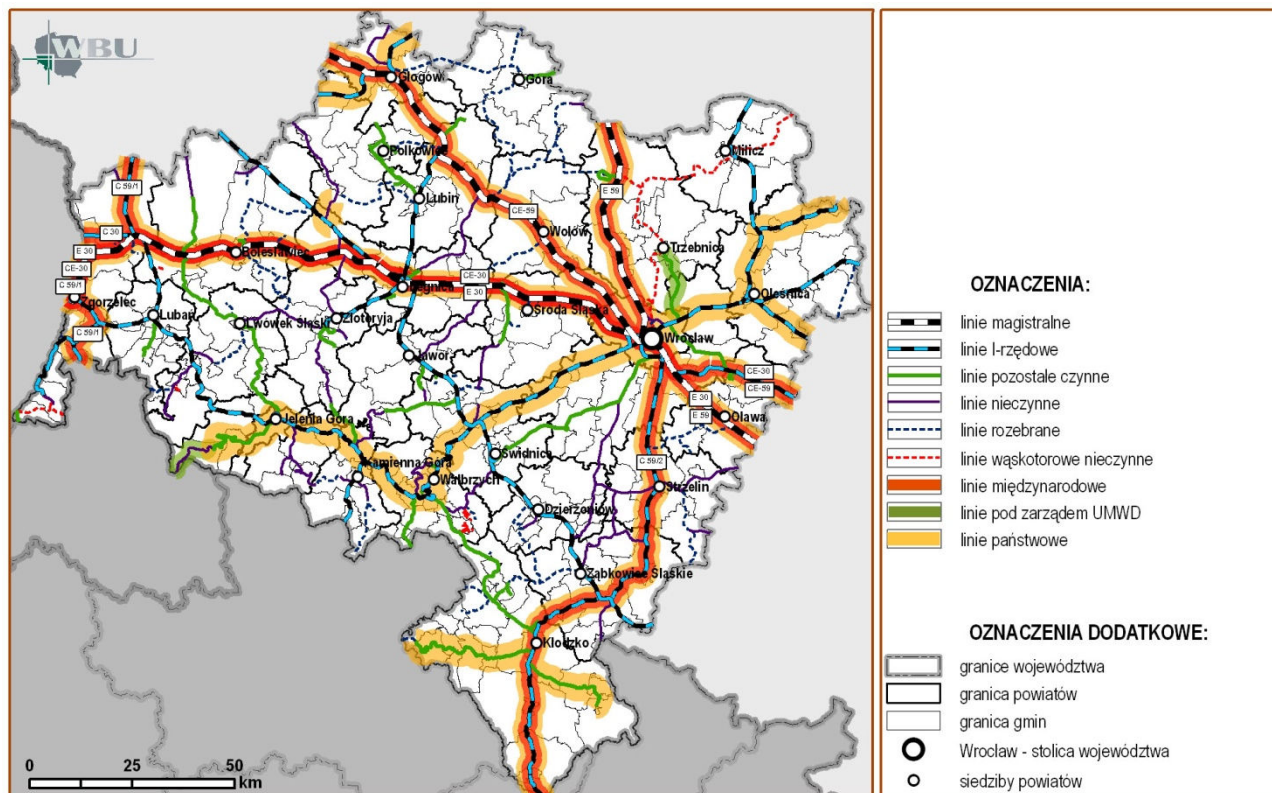 WBU
Głogów
Góra
Polkowice
Milicz
C 59/1
E 59
Lubin
CE-59
Wołów
C 30
Trzebnica
E 30
Bolesławiec
CE-30
CE-30
C 59/1
Legnica
E 30
Oleśnica
Zgorzelec
Środa Śląska
Lubań
Lwówek Śląski
Złotoryja
C 59/1
Wrocław
Jawor
CE-30
CE-59
E 30
E 59
Oława
Jelenia Góra
Świdnica
Kamienna Góra
C 59/2
Wałbrzych
Strzelin
Dzierżoniów
Ząbkowice Śląskie
Kłodzko
0 25 50
km
OZNACZENIA:
linie magistralne
linie I-rzędowe
linie pozostałe czynne
linie nieczynne
linie rozebrane
linie wąskotorowe nieczynne
linie międzynarodowe
linie pod zarządem UMWD
linie państwowe
OZNACZENIA DODATKOWE:
granice województwa
granica powiatów
granica gmin
Wrocław - stolica województwa
siedziby powiatów